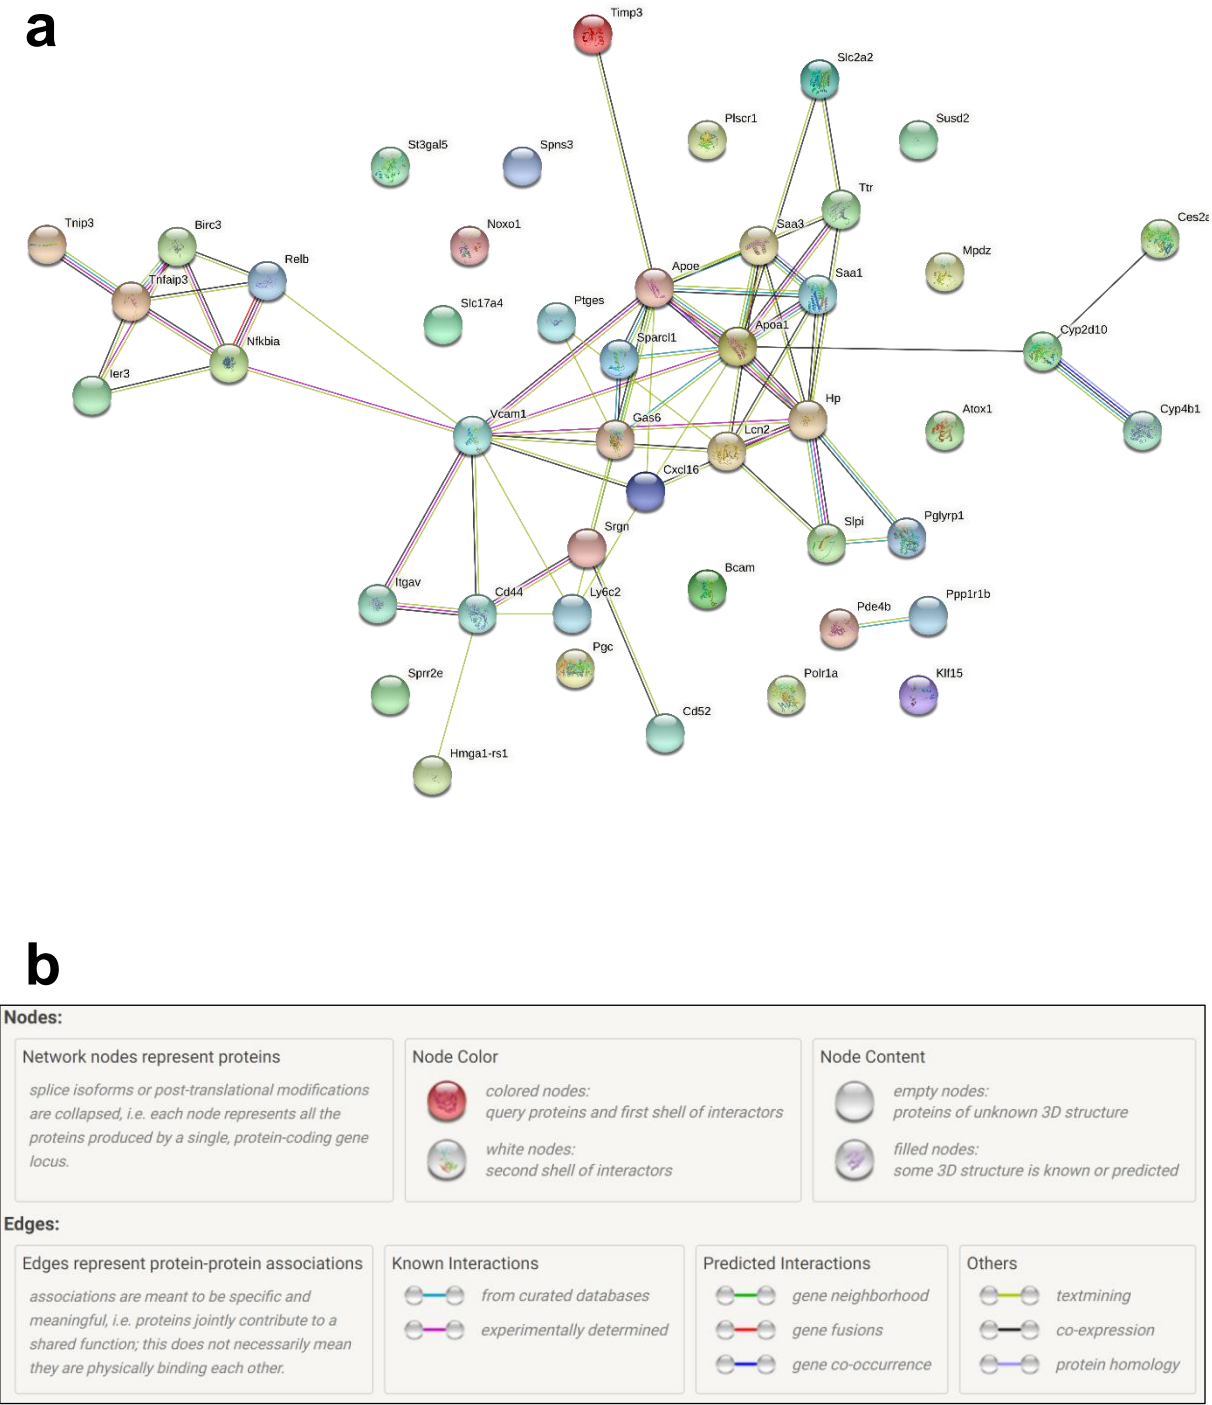 a
Timp3
Slc2a2
Plscr1
Susd2
St3gal5
Spns3
Ttr
Tnip3
Birc3
Noxo1
Saa3
Ces2a
Relb
Apoe
Mpdz
Tnfaip3
Saa1
Slc17a4
Ptges
Apoa1
Cyp2d10
Nfkbia
Sparcl1
Ier3
Hp
Vcam1
Gas6
Lcn2
Atox1
Cyp4b1
Cxcl16
Srgn
Slpi
Pglyrp1
Itgav
Cd44
Ly6c2
Bcam
Pde4b
Ppp1r1b
Pgc
Sprr2e
Polr1a
Klf15
Cd52
Hmga1-rs1
b
Nodes:
Network nodes represent proteins
splice isoforms or post-translational modifications
are collapsed, i.e. each node represents all the
proteins produced by a single, protein-coding gene
locus.
Node Color
colored nodes:
query proteins and first shell of interactors
white nodes:
second shell of interactors
Node Content
empty nodes:
proteins of unknown 3D structure
filled nodes:
some 3D structure is known or predicted
Edges:
Edges represent protein-protein associations
associations are meant to be specific and
meaningful, i.e. proteins jointly contribute to a
shared function; this does not necessarily mean
they are physically binding each other.
Known Interactions
from curated databases
experimentally determined
Predicted Interactions
gene neighborhood
gene fusions
gene co-occurrence
Others
textmining
co-expression
protein homology